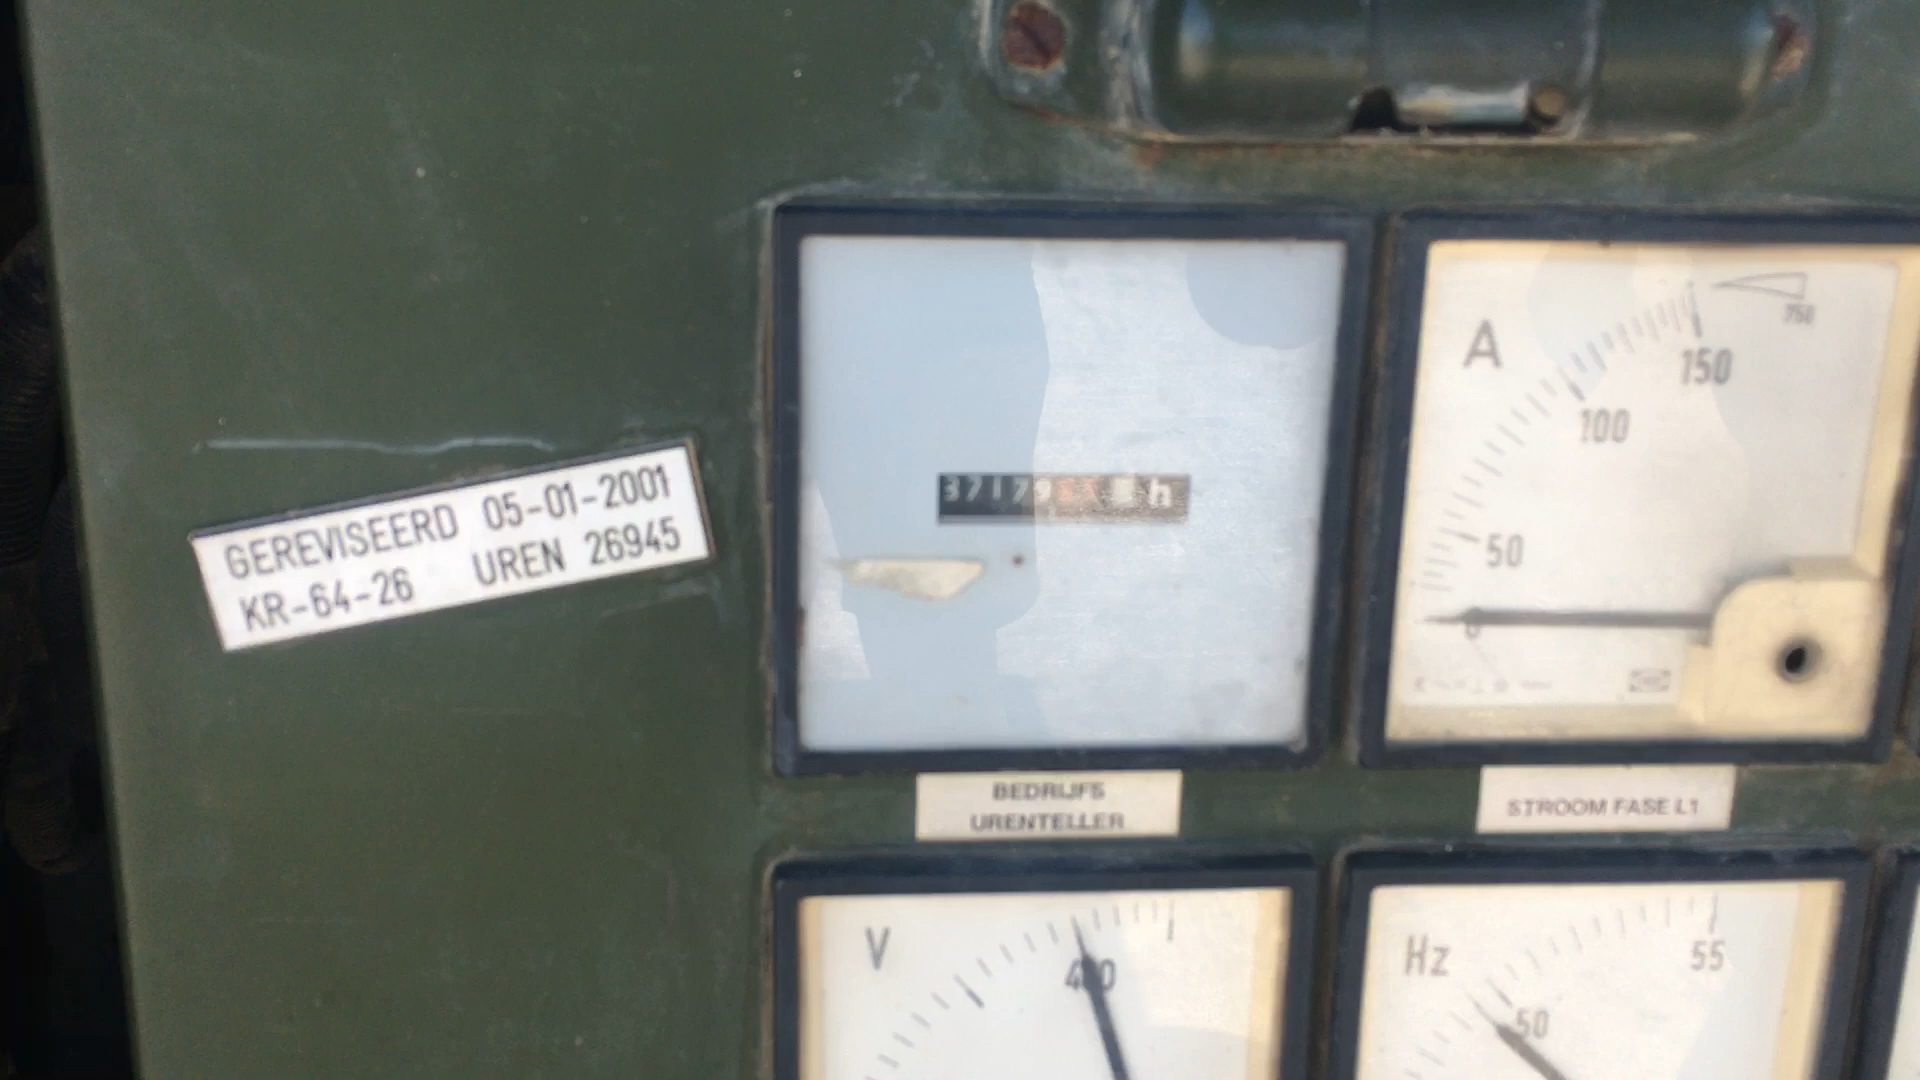 GEREVISEERD 05-01-2001
KR-64-26 UREN 26945
37179 h
A
150
750
100
50
0
BEDRIJFS
URENTELLER
STROOM FASE L1
V
400
Hz
55
50